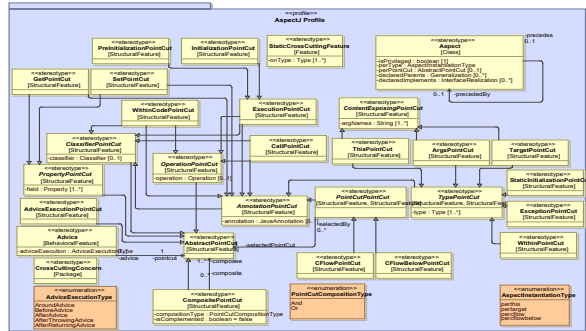 <<profile>>
AspectJ Profile
<<stereotype>>
PreInitializationPointCut
[StructuralFeature]
<<stereotype>>
InitializationPointCut
[StructuralFeature]
<<stereotype>>
StaticCrossCuttingFeature
[Feature]
-onType : Type [1..*]
<<stereotype>>
Aspect
[Class]
-isPrivileged : boolean [1]
-perType : AspectInstantiationType
-perPointCut : AbstractPointCut [0..1]
-declaredParents : Generalization [0..*]
-declaredImplements : InterfaceRealization [0..*]
-precedes
0..1
0..1
-precededBy
<<stereotype>>
GetPointCut
[StructuralFeature]
<<stereotype>>
SetPointCut
[StructuralFeature]
<<stereotype>>
WithinCodePointCut
[StructuralFeature]
<<stereotype>>
ExecutionPointCut
[StructuralFeature]
<<stereotype>>
ContentExposingPointCut
[StructuralFeature]
-argNames : String [1..*]
<<stereotype>>
ClassifierPointCut
[StructuralFeature]
-classifier : Classifier [0..1]
<<stereotype>>
CallPointCut
[StructuralFeature]
<<stereotype>>
ThisPointCut
[StructuralFeature]
<<stereotype>>
ArgsPointCut
[StructuralFeature]
<<stereotype>>
TargetPointCut
[StructuralFeature]
<<stereotype>>
OperationPointCut
[StructuralFeature]
-operation : Operation [0..1]
<<stereotype>>
PropertyPointCut
[StructuralFeature]
-field : Property [1..*]
<<stereotype>>
StaticInitializationPointC
[StructuralFeature]
<<stereotype>>
AnnotationPointCut
[StructuralFeature]
-annotation : JavaAnnotation [0..1]
<<stereotype>>
PointCutPointCut
[StructuralFeature, StructuralFeature]
<<stereotype>>
TypePointCut
[StructuralFeature, StructuralFeature]
-type : Type [1..*]
<<stereotype>>
ExceptionPointCut
[StructuralFeature]
<<stereotype>>
AdviceExecutionPointCut
[StructuralFeature]
-selectedBy
0..*
<<stereotype>>
Advice
[BehavioralFeature]
-adviceExecution : AdviceExecutionType
-advice
1
-pointcut
<<stereotype>>
AbstractPointCut
[StructuralFeature]
-selectedPointCut
<<stereotype>>
WithinPointCut
[StructuralFeature]
<<stereotype>>
CrossCuttingConcern
[Package]
1..*
-composee
0..*
-composite
<<stereotype>>
CFlowPointCut
[StructuralFeature]
<<stereotype>>
CFlowBelowPointCut
[StructuralFeature]
<<enumeration>>
AdviceExecutionType
AroundAdvice
BeforeAdvice
AfterAdvice
AfterThrowingAdvice
AfterReturningAdvice
<<stereotype>>
CompositePointCut
[StructuralFeature]
-compositionType : PointCutCompositionType
-isComplemented : boolean = false
<<enumeration>>
PointCutCompositionType
And
Or
<<enumeration>>
AspectInstantiationType
perthis
pertarget
percflow
percflowbelow